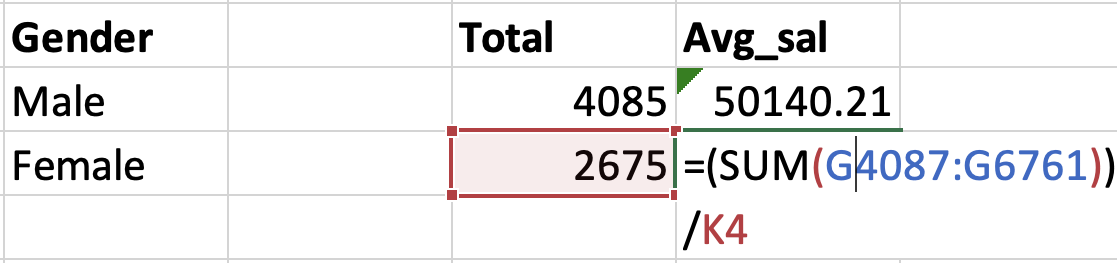 Gender Total Avg_sal
Male 4085 50140.21
Female 2675 =(SUM(G4087:G6761))
/K4